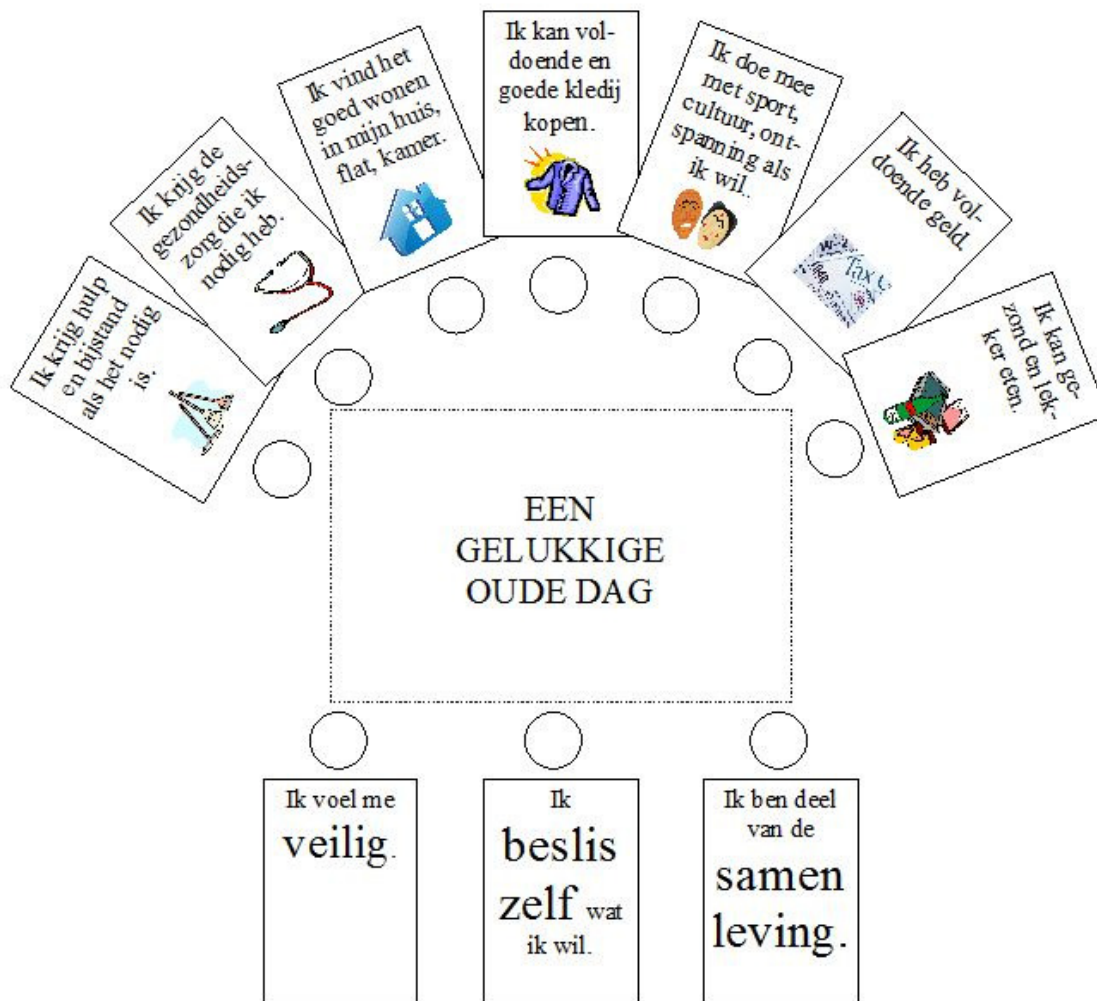 Ik krijg hulp
en bijstand
als het nodig
is.
Ik krijg de
gezondheids-
zorg die ik
nodig heb.
Ik vind het
goed wonen
in mijn huis,
flat, kamer.
Ik kan vol-
doende en
goede kledij
kopen.
Ik doe mee
met sport,
cultuur, ont-
spanning als
ik wil.
Ik heb vol-
doende geld.
Tax
Ik kan ge-
zond en lek-
ker eten.
EEN
GELUKKIGE
OUDE DAG
Ik voel me
veilig.
Ik
beslis
zelf wat
ik wil.
Ik ben deel
van de
samen
leving.